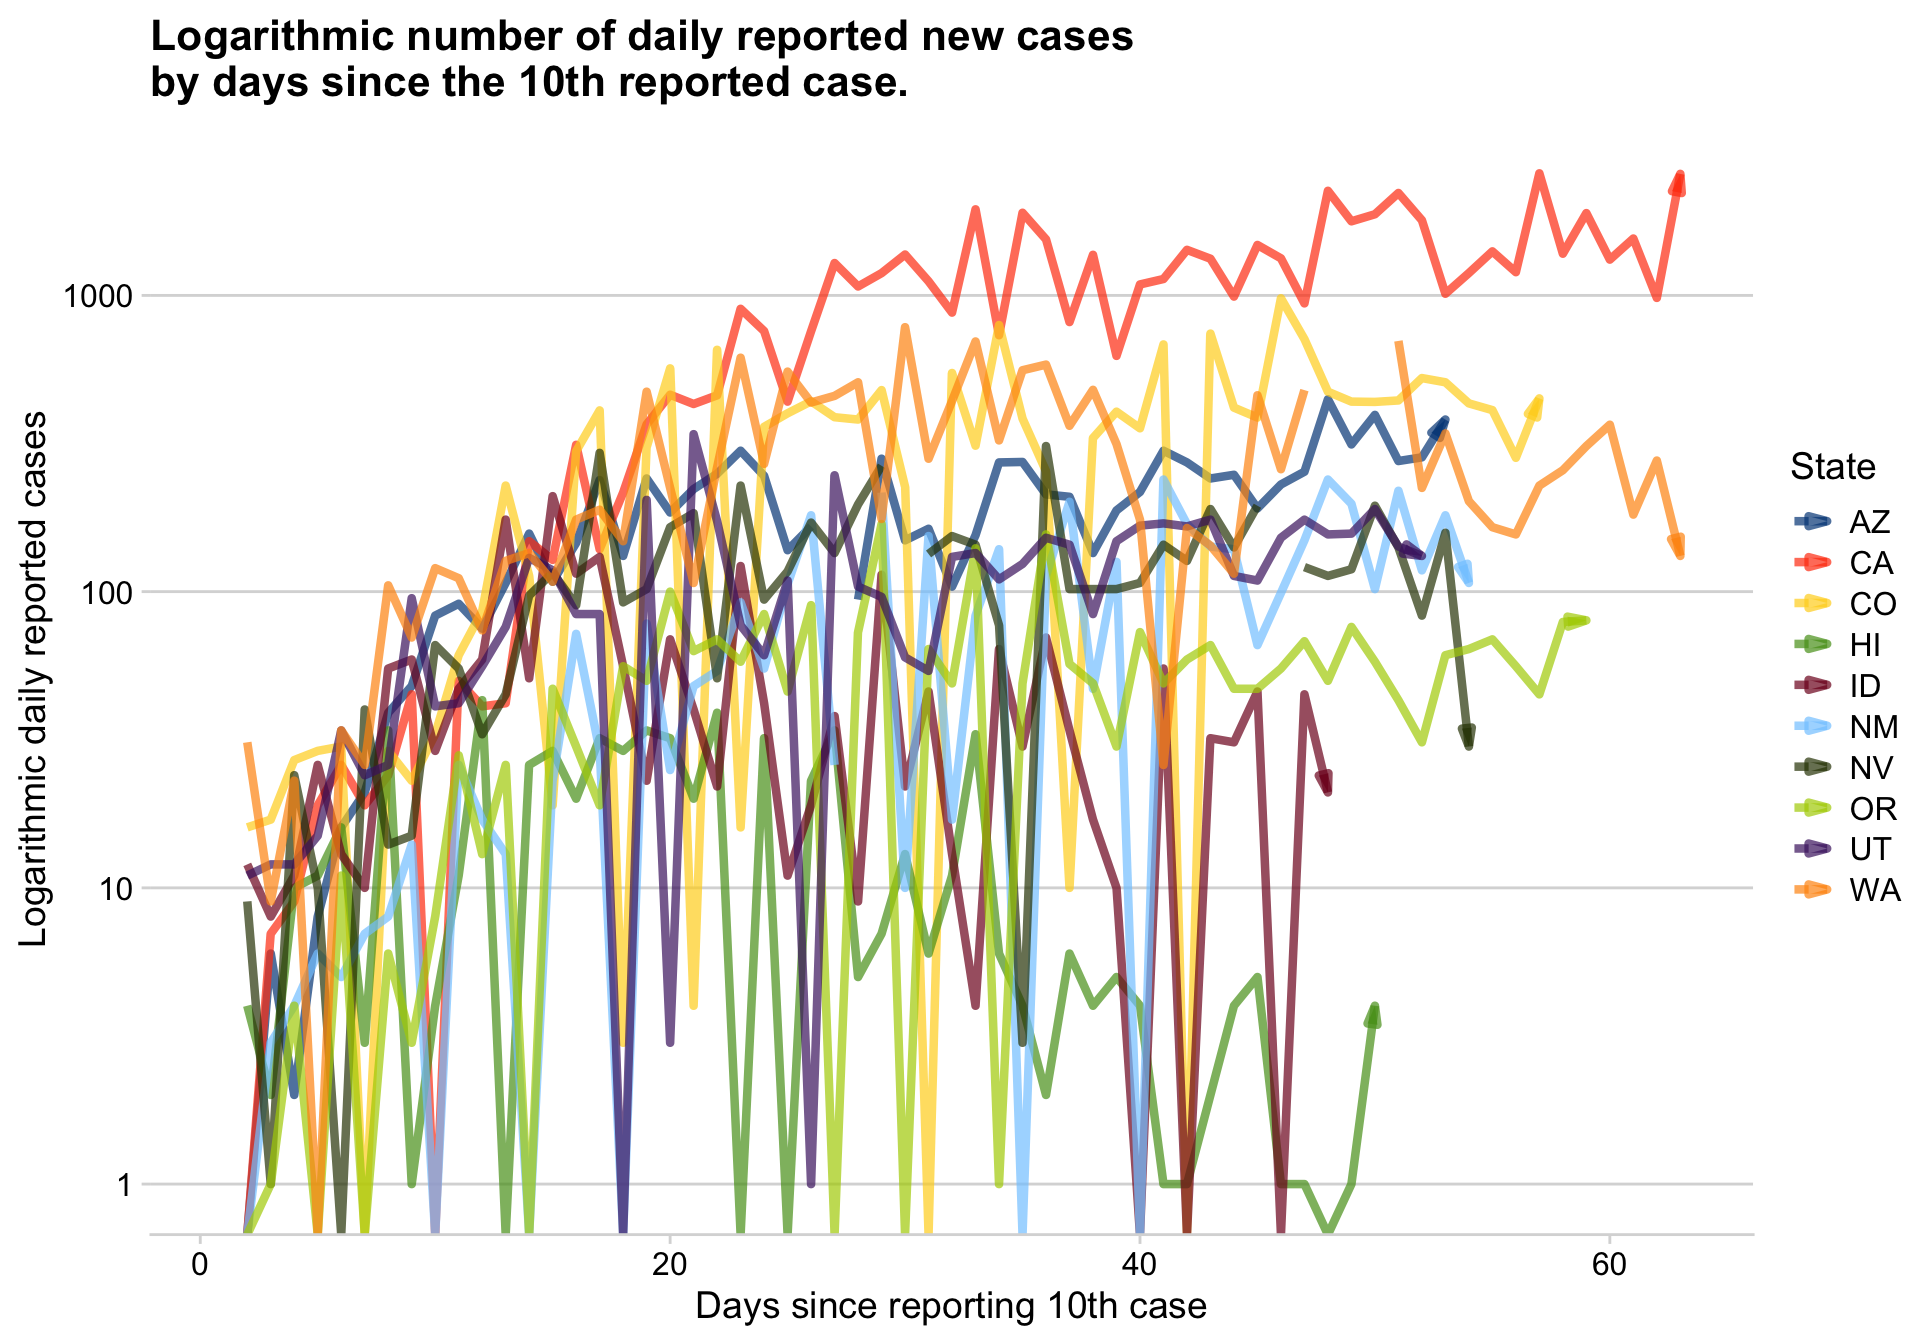 Logarithmic number of daily reported new cases
by days since the 10th reported case.
Logarithmic daily reported cases
1000
100
10
1
0
20
40
60
Days since reporting 10th case
State
AZ
CA
CO
HI
ID
NM
NV
OR
UT
WA